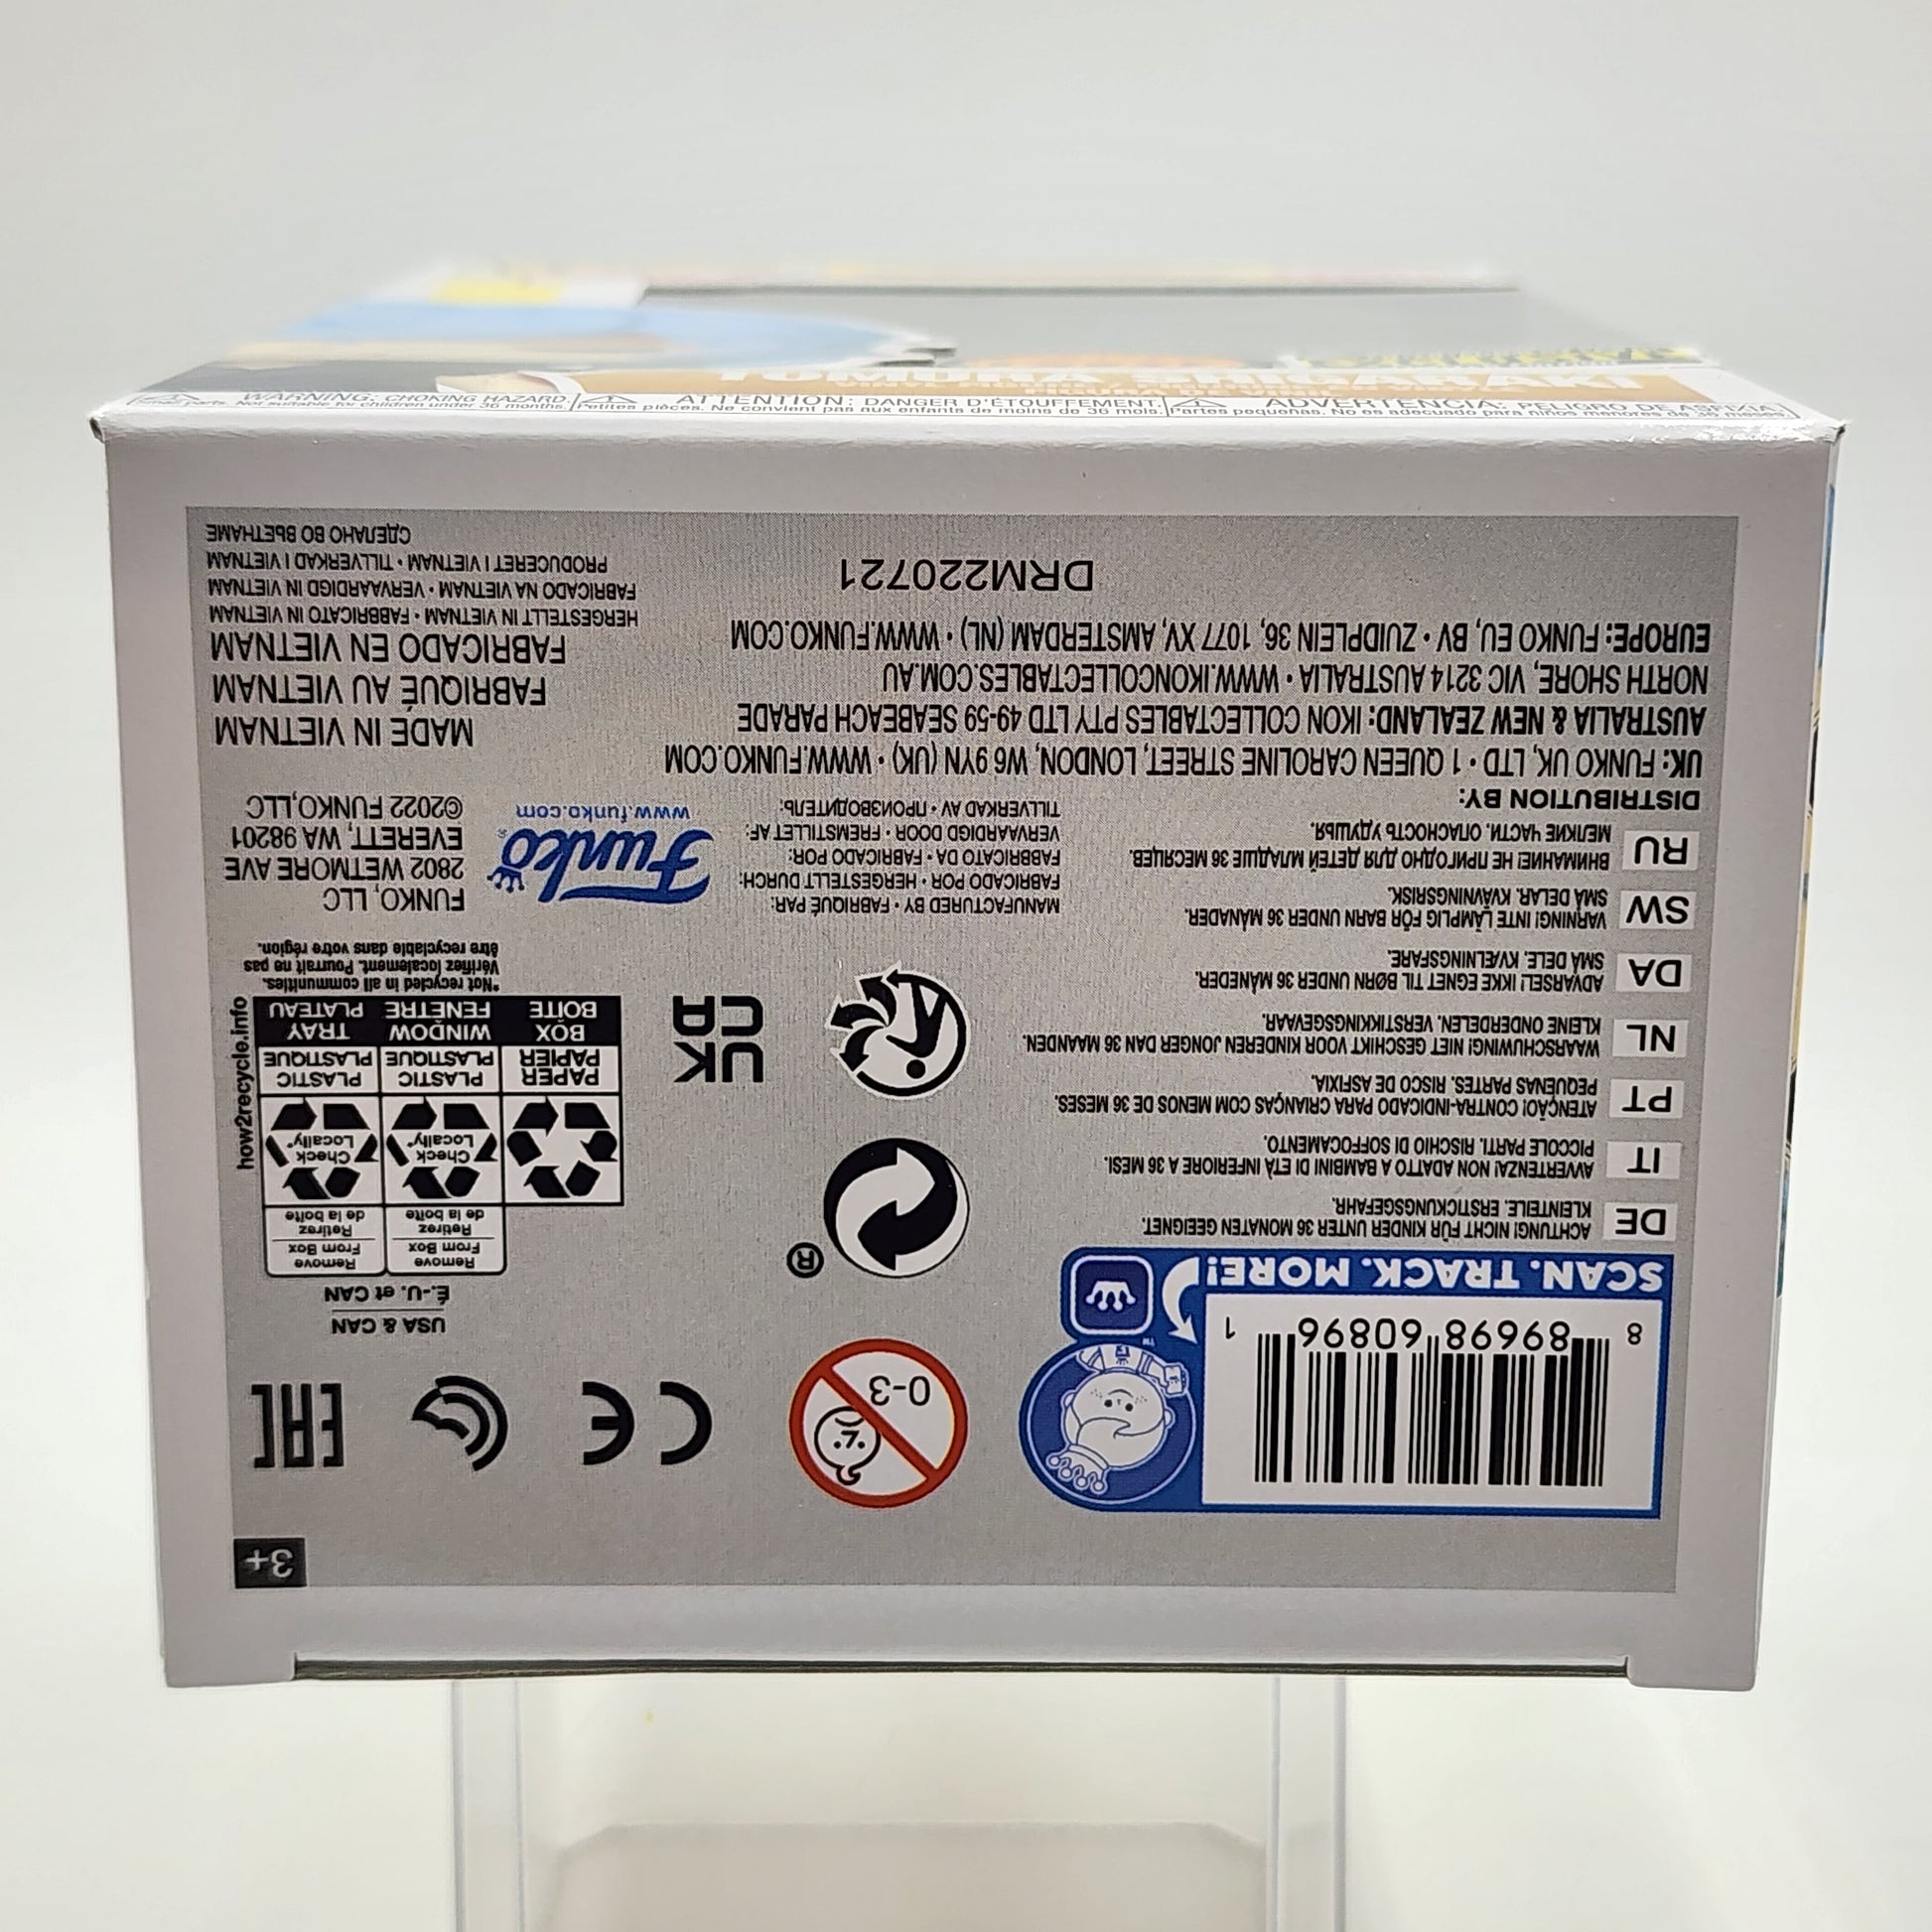 WARNING: CHOKING HAZARD.
Small parts. Not suitable for children under 36 months.
ATTENTION: DANGER D'ÉTOUFFEMENT.
Petites pièces. Ne convient pas aux enfants de moins de 36 mois.
ADVERTENCIA: PELIGRO DE ASFIXIA.
Partes pequeñas. No es adecuado para niños menores de 36 meses.
TOMURA SHIGARAKI
3+
8 89698 60896 1
SCAN. TRACK. MORE!
0-3
CE
EAC
DE
ACHTUNG! NICHT FÜR KINDER UNTER 36 MONATEN GEEIGNET.
KLEINTEILE. ERSTICKUNGSGEFAHR.
IT
AVVERTENZA! NON ADATTO A BAMBINI DI ETÀ INFERIORE A 36 MESI.
PICCOLE PARTI. RISCHIO DI SOFFOCAMENTO.
PT
ATENÇÃO! CONTRA-INDICADO PARA CRIANÇAS COM MENOS DE 36 MESES.
PEQUENAS PARTES. RISCO DE ASFIXIA.
NL
WAARSCHUWING! NIET GESCHIKT VOOR KINDEREN JONGER DAN 36 MAANDEN.
KLEINE ONDERDELEN. VERSTIKKINGSGEVAAR.
DA
ADVARSEL! IKKE EGNET TIL BØRN UNDER 36 MÅNEDER.
SMÅ DELE. KVÆLNINGSFARE.
SW
VARNING! INTE LÄMPLIG FÖR BARN UNDER 36 MÅNADER.
SMÅ DELAR. KVÄVNINGSRISK.
RU
ВНИМАНИЕ! НЕ ПРИГОДНО ДЛЯ ДЕТЕЙ МЛАДШЕ 36 МЕСЯЦЕВ.
МЕЛКИЕ ЧАСТИ. ОПАСНОСТЬ УДУШЬЯ.
®
UK
CA
USA & CAN
É.-U. et CAN
Remove
From Box
Retirez
de la boîte
Remove
From Box
Retirez
de la boîte
Check
Locally*
Check
Locally*
PAPER
PAPIER
PLASTIC
PLASTIQUE
PLASTIC
PLASTIQUE
BOX
BOÎTE
WINDOW
FENÊTRE
TRAY
PLATEAU
how2recycle.info
*Not recycled in all communities.
Vérifiez localement. Pourrait ne pas
être recyclable dans votre région.
MANUFACTURED BY • FABRIQUÉ PAR:
FABRICADO POR • HERGESTELLT DURCH:
FABBRICATO DA • FABRICADO POR:
VERVAARDIGD DOOR • FREMSTILLET AF:
TILLVERKAD AV • ПРОИЗВОДИТЕЛЬ:
Funko
www.funko.com
FUNKO, LLC
2802 WETMORE AVE
EVERETT, WA 98201
©2022 FUNKO,LLC
DISTRIBUTION BY:
UK: FUNKO UK, LTD • 1 QUEEN CAROLINE STREET, LONDON, W6 9YN (UK) • WWW.FUNKO.COM
AUSTRALIA & NEW ZEALAND: IKON COLLECTABLES PTY LTD 49-59 SEABEACH PARADE
NORTH SHORE, VIC 3214 AUSTRALIA • WWW.IKONCOLLECTABLES.COM.AU
EUROPE: FUNKO EU, BV • ZUIDPLEIN 36, 1077 XV, AMSTERDAM (NL) • WWW.FUNKO.COM
DRM220721
MADE IN VIETNAM
FABRIQUÉ AU VIETNAM
FABRICADO EN VIETNAM
HERGESTELLT IN VIETNAM • FABBRICATO IN VIETNAM
FABRICADO NA VIETNAM • VERVAARDIGD IN VIETNAM
PRODUCERET I VIETNAM • TILLVERKAD I VIETNAM
СДЕЛАНО ВО ВЬЕТНАМЕ